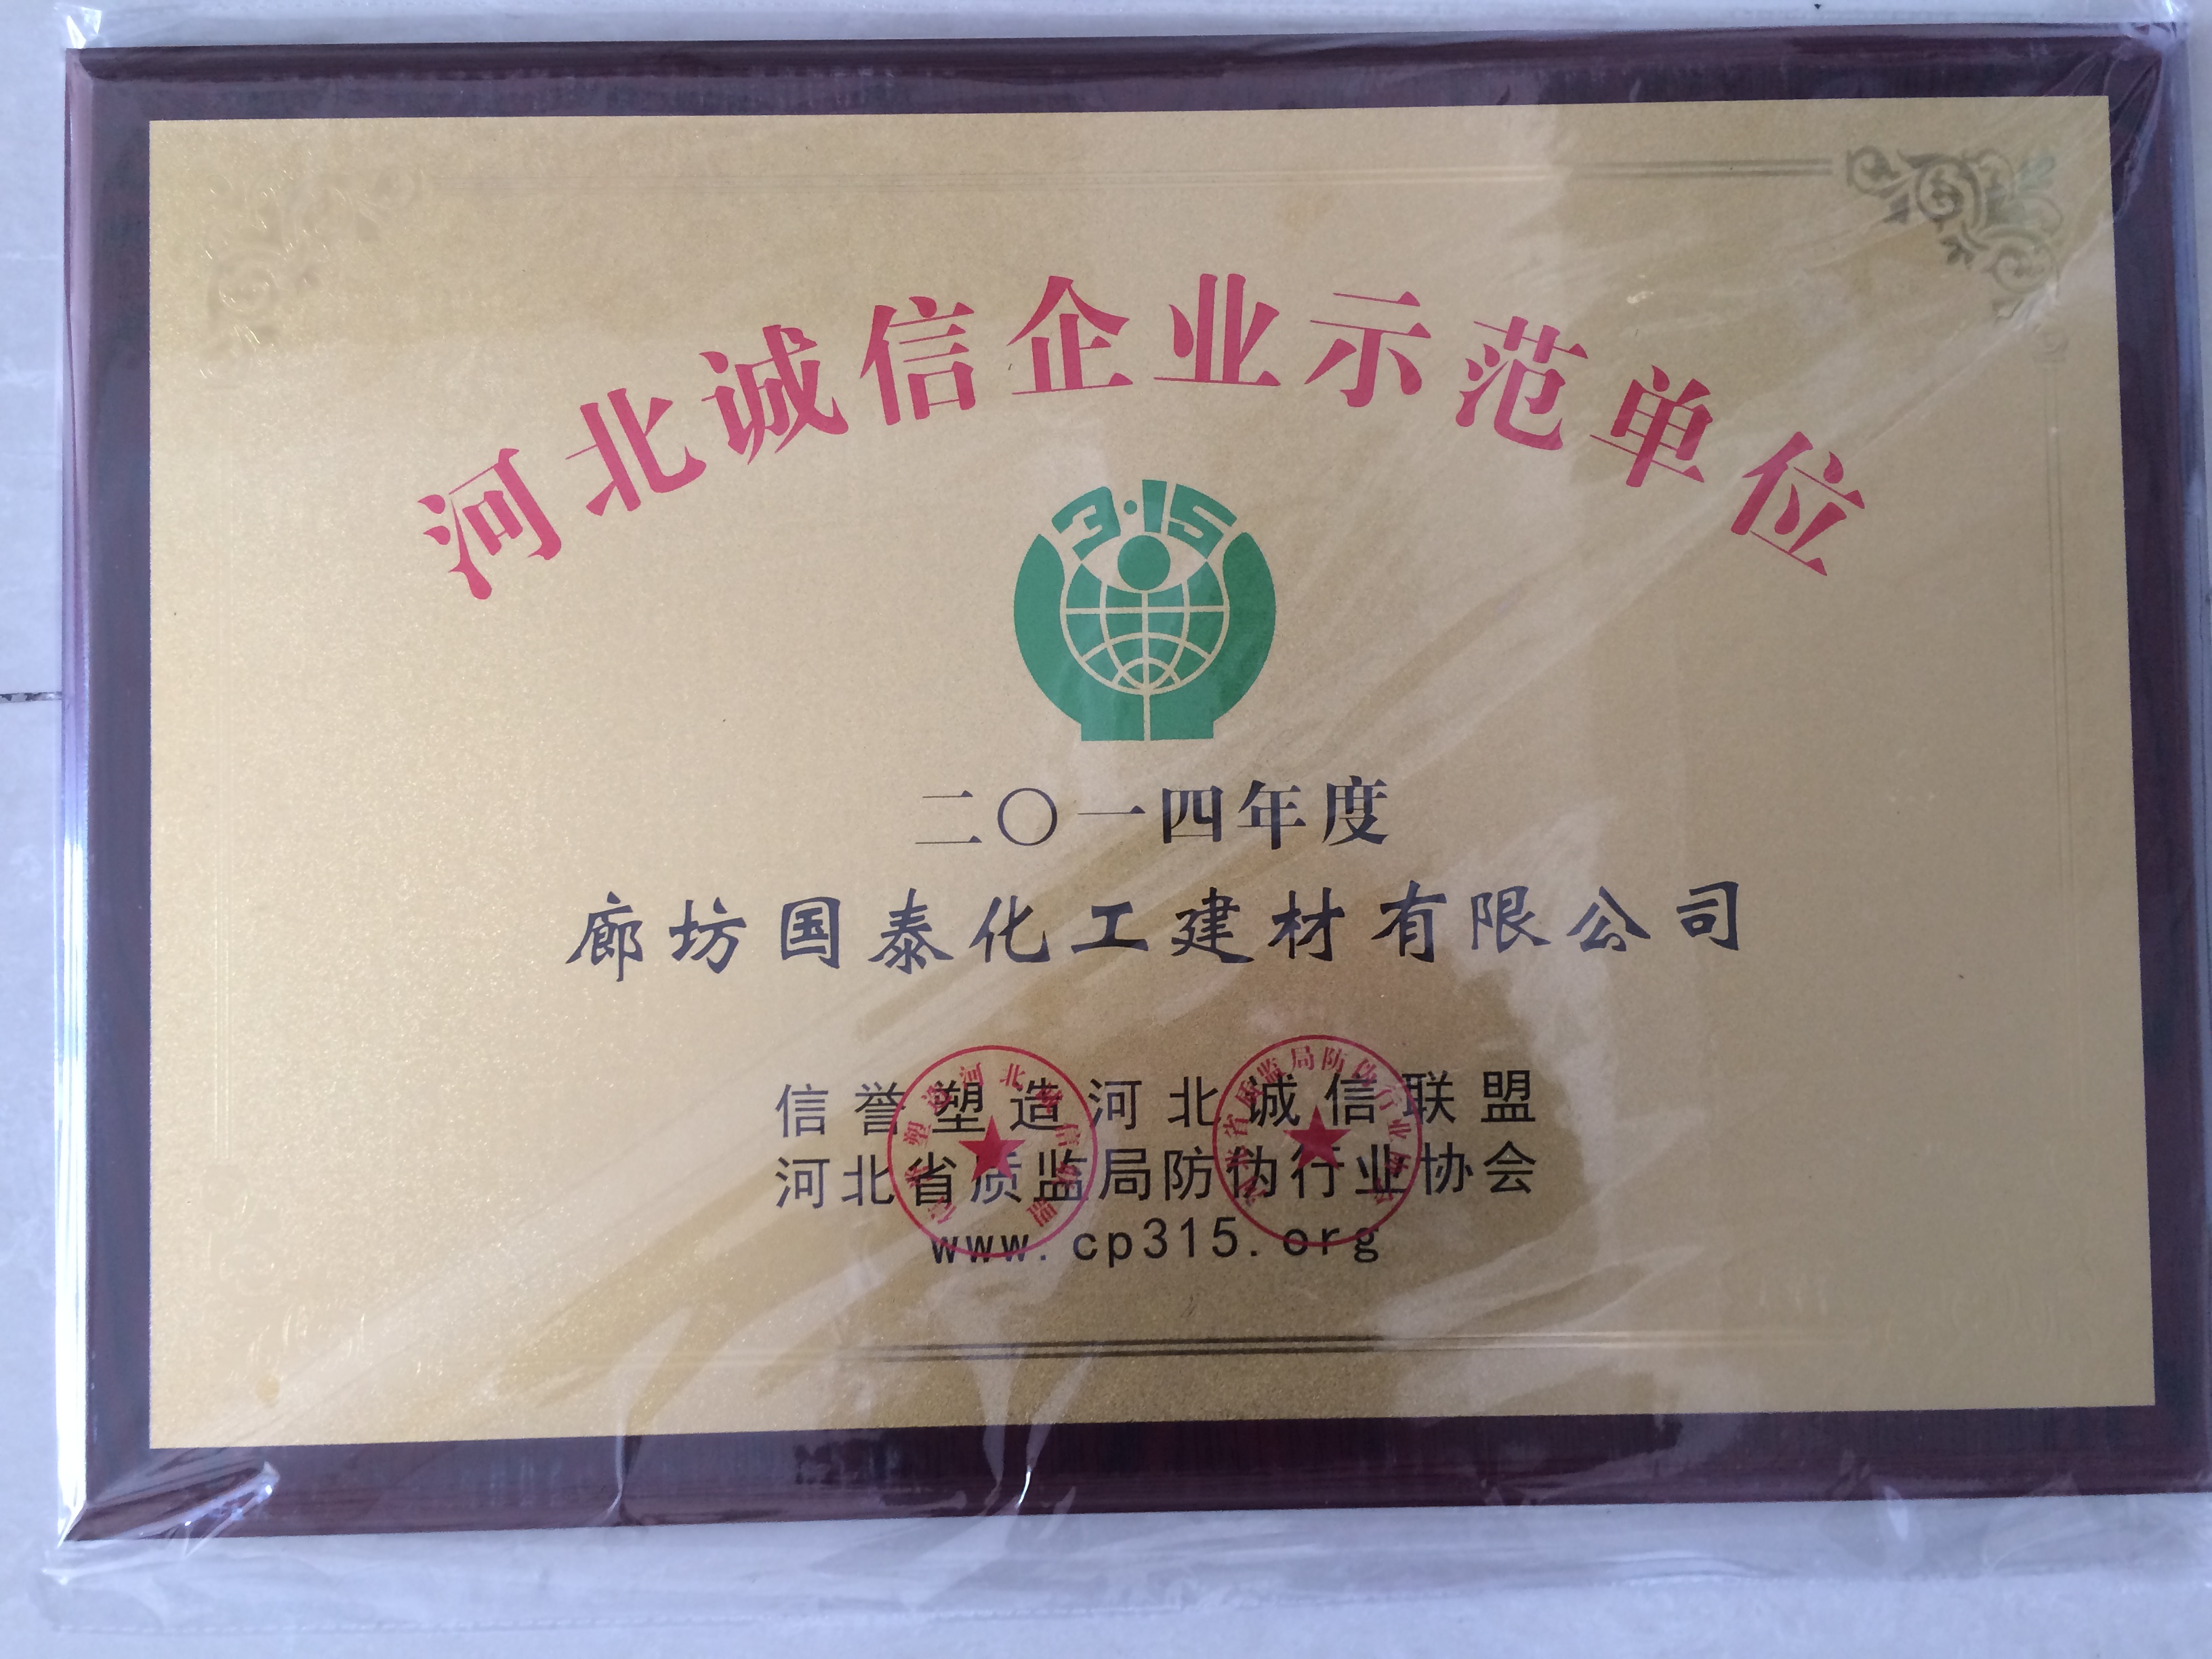 河北诚信企业示范单位
3·15
二〇一四年度
廊坊国泰化工建材有限公司
信誉塑造河北诚信联盟
河北省质监局防伪行业协会
www.cp315.org